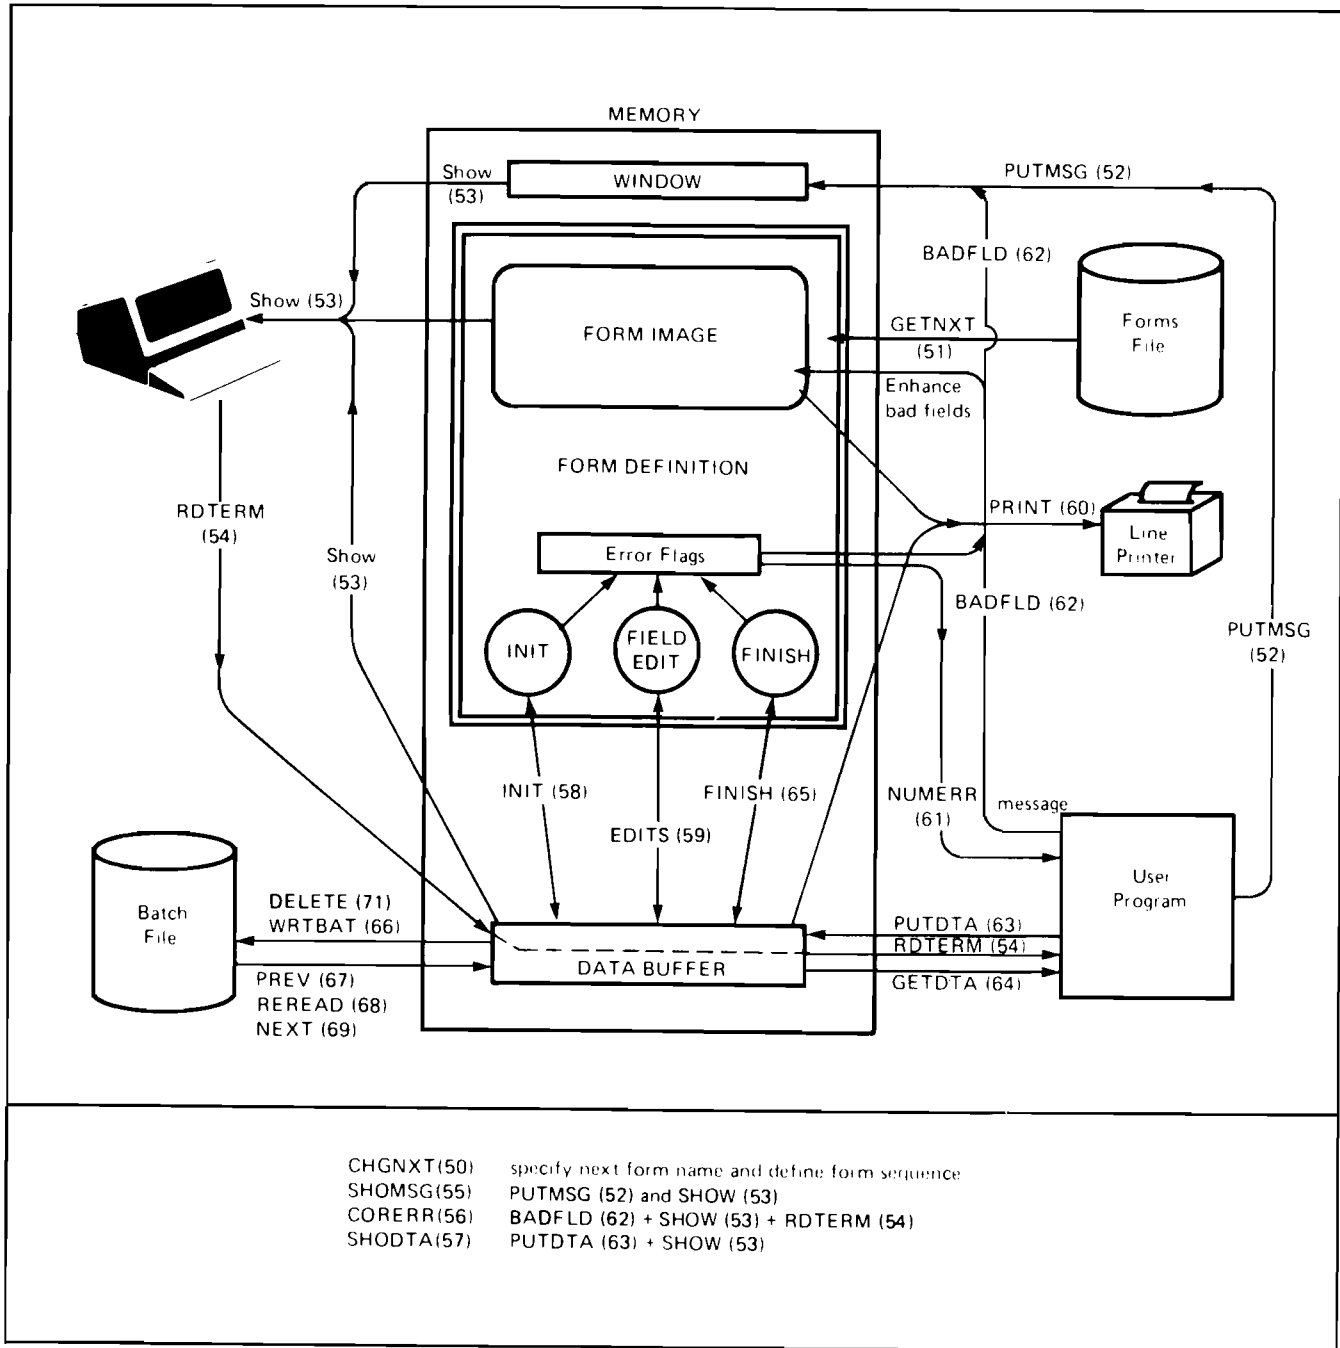 MEMORY
Show
(53)
WINDOW
PUTMSG (52)
BADFLD (62)
Show (53)
FORM IMAGE
GETNXT
(51)
Forms
File
Enhance
bad fields
FORM DEFINITION
RDTERM
(54)
Show
(53)
Error Flags
PRINT (60)
Line
Printer
BADFLD (62)
PUTMSG
(52)
INIT
FIELD
EDIT
FINISH
INIT (58)
EDITS (59)
FINISH (65)
NUMERR
(61)
message
User
Program
Batch
File
DELETE (71)
WRTBAT (66)
PREV (67)
REREAD (68)
NEXT (69)
DATA BUFFER
PUTDTA (63)
RDTERM (54)
GETDTA (64)
CHGNXT(50) specify next form name and define form sequence
SHOMSG(55) PUTMSG (52) and SHOW (53)
CORERR(56) BADFLD (62) + SHOW (53) + RDTERM (54)
SHODTA(57) PUTDTA (63) + SHOW (53)